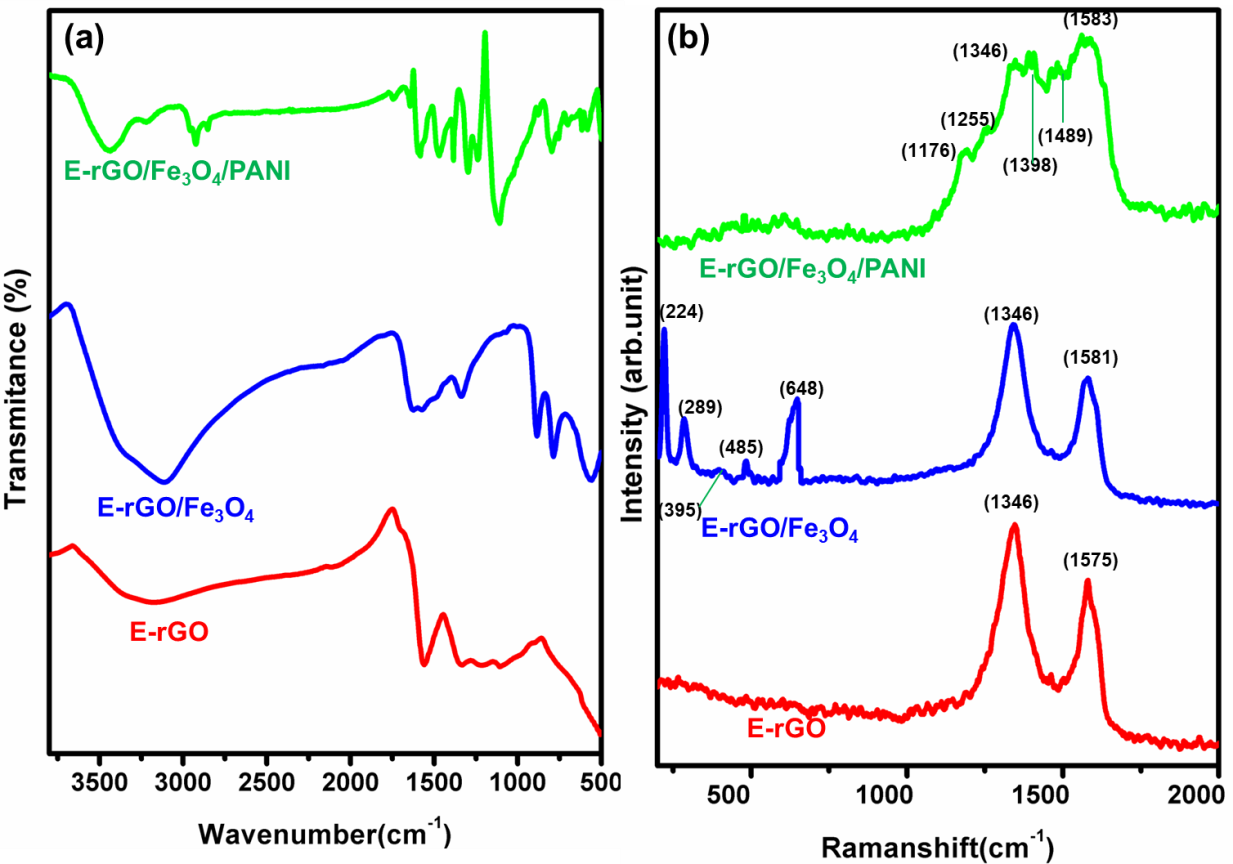 (a)
E-rGO/Fe3O4/PANI
E-rGO/Fe3O4
E-rGO
Transmitance (%)
3500 3000 2500 2000 1500 1000 500
Wavenumber(cm-1)
(b)
(1583)
(1346)
(1255)
(1176)
(1489)
(1398)
E-rGO/Fe3O4/PANI
(224)
(289)
(395)
(485)
(648)
(1346)
(1581)
E-rGO/Fe3O4
(1346)
(1575)
E-rGO
Intensity (arb.unit)
500 1000 1500 2000
Ramanshift(cm-1)